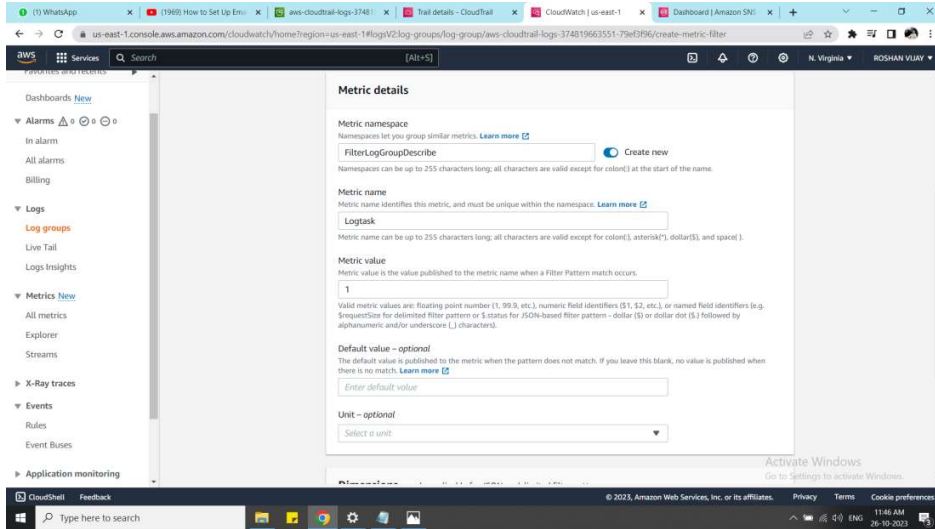 (1) WhatsApp
(1969) How to Set Up Ema
aws-cloudtrail-logs-37481
Trail details - CloudTrail
CloudWatch | us-east-1
Dashboard | Amazon SNS
us-east-1.console.aws.amazon.com/cloudwatch/home?region=us-east-1#logsV2:log-groups/log-group/aws-cloudtrail-logs-374819663551-79ef3f96/create-metric-filter
aws
Services
Search
[Alt+S]
N. Virginia
ROSHAN VIJAY
Favorites and recents
Dashboards New
Alarms 0 0 0
In alarm
All alarms
Billing
Logs
Log groups
Live Tail
Logs Insights
Metrics New
All metrics
Explorer
Streams
X-Ray traces
Events
Rules
Event Buses
Application monitoring
Metric details
Metric namespace
Namespaces let you group similar metrics. Learn more
FilterLogGroupDescribe
Create new
Namespaces can be up to 255 characters long; all characters are valid except for colon(:) at the start of the name.
Metric name
Metric name identifies this metric, and must be unique within the namespace. Learn more
Logtask
Metric name can be up to 255 characters long; all characters are valid except for colon(:), asterisk(*), dollar($), and space( ).
Metric value
Metric value is the value published to the metric name when a Filter Pattern match occurs.
1
Valid metric values are: floating point number (1, 99.9, etc.), numeric field identifiers ($1, $2, etc.), or named field identifiers (e.g.
$requestSize for delimited filter pattern or $.status for JSON-based filter pattern - dollar ($) or dollar dot ($.) followed by
alphanumeric and/or underscore (_) characters).
Default value – optional
The default value is published to the metric when the pattern does not match. If you leave this blank, no value is published when
there is no match. Learn more
Enter default value
Unit – optional
Select a unit
Activate Windows
Go to Settings to activate Windows.
CloudShell
Feedback
© 2023, Amazon Web Services, Inc. or its affiliates.
Privacy
Terms
Cookie preferences
Type here to search
ENG
11:46 AM
26-10-2023